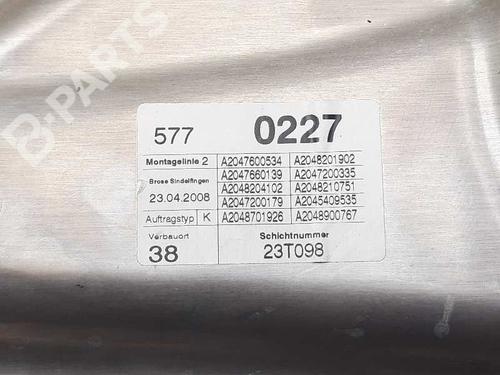 B-PARTS
577 0227
Montagelinie 2 A2047600534 A2048201902
A2047660139 A2047200335
Brose Sindelfingen A2048204102 A2048210751
23.04.2008 A2047200179 A2045409535
Auftragstyp K A2048701926 A2048900767
Verbauort Schichtnummer
38 23T098